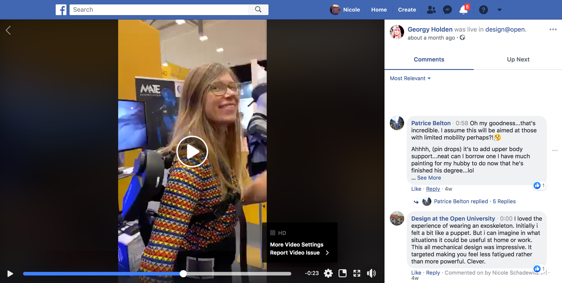 Search
Nicole
Home
Create
8
Georgy Holden was live in design@open.
about a month ago
Comments
Up Next
Most Relevant
Patrice Belton · 0:58 Oh my goodness...that's
incredible. I assume this will be aimed at those
with limited mobility perhaps?!🤔
Ahhhh, (pin drops) it's to add upper body
support...neat can I borrow one I have much
painting for my hubby to do now that he's
finished his degree...lol
... See More
1
Like · Reply · 4w
Patrice Belton replied · 5 Replies
Design at the Open University · 0:00 I loved the
experience of wearing an exoskeleton. Initially i
felt it like a puppet. But I can imagine in what
situations it could be useful at home or work.
This all mechanical design was impressive. It
targeted making you feel less fatigued rather
than more powerful. Clever.
1
Like · Reply · Commented on by Nicole Schadewitz
4w
MATE
HD
More Video Settings
Report Video Issue
-0:23